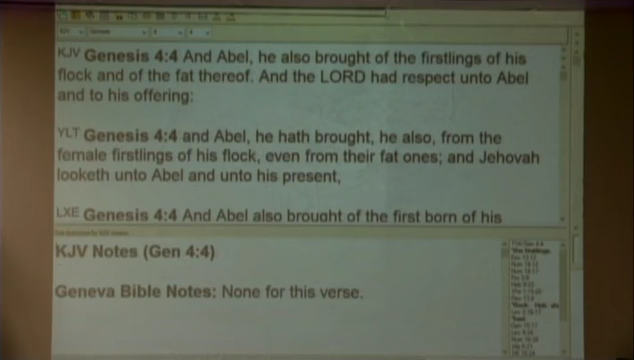 KJV Genesis 4:4 And Abel, he also brought of the firstlings of his
flock and of the fat thereof. And the LORD had respect unto Abel
and to his offering:
YLT Genesis 4:4 and Abel, he hath brought, he also, from the
female firstlings of his flock, even from their fat ones; and Jehovah
looketh unto Abel and unto his present,
LXE Genesis 4:4 And Abel also brought of the first born of his
KJV Notes (Gen 4:4)
Geneva Bible Notes: None for this verse.